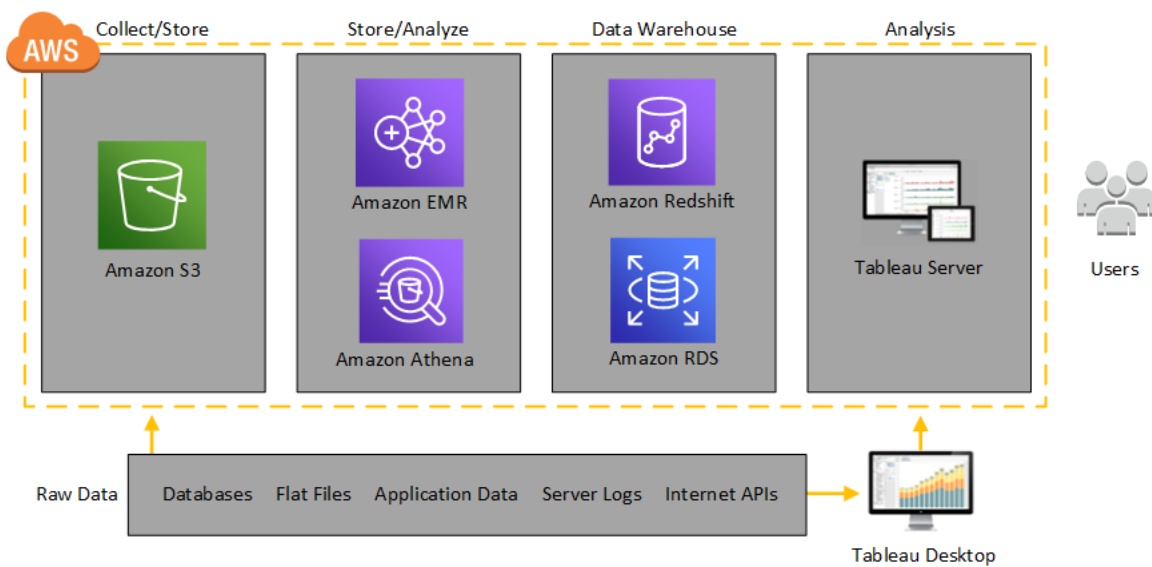 AWS
Collect/Store
Store/Analyze
Data Warehouse
Analysis
Amazon S3
Amazon EMR
Amazon Athena
Amazon Redshift
Amazon RDS
Tableau Server
Users
Raw Data
Databases
Flat Files
Application Data
Server Logs
Internet APIs
Tableau Desktop